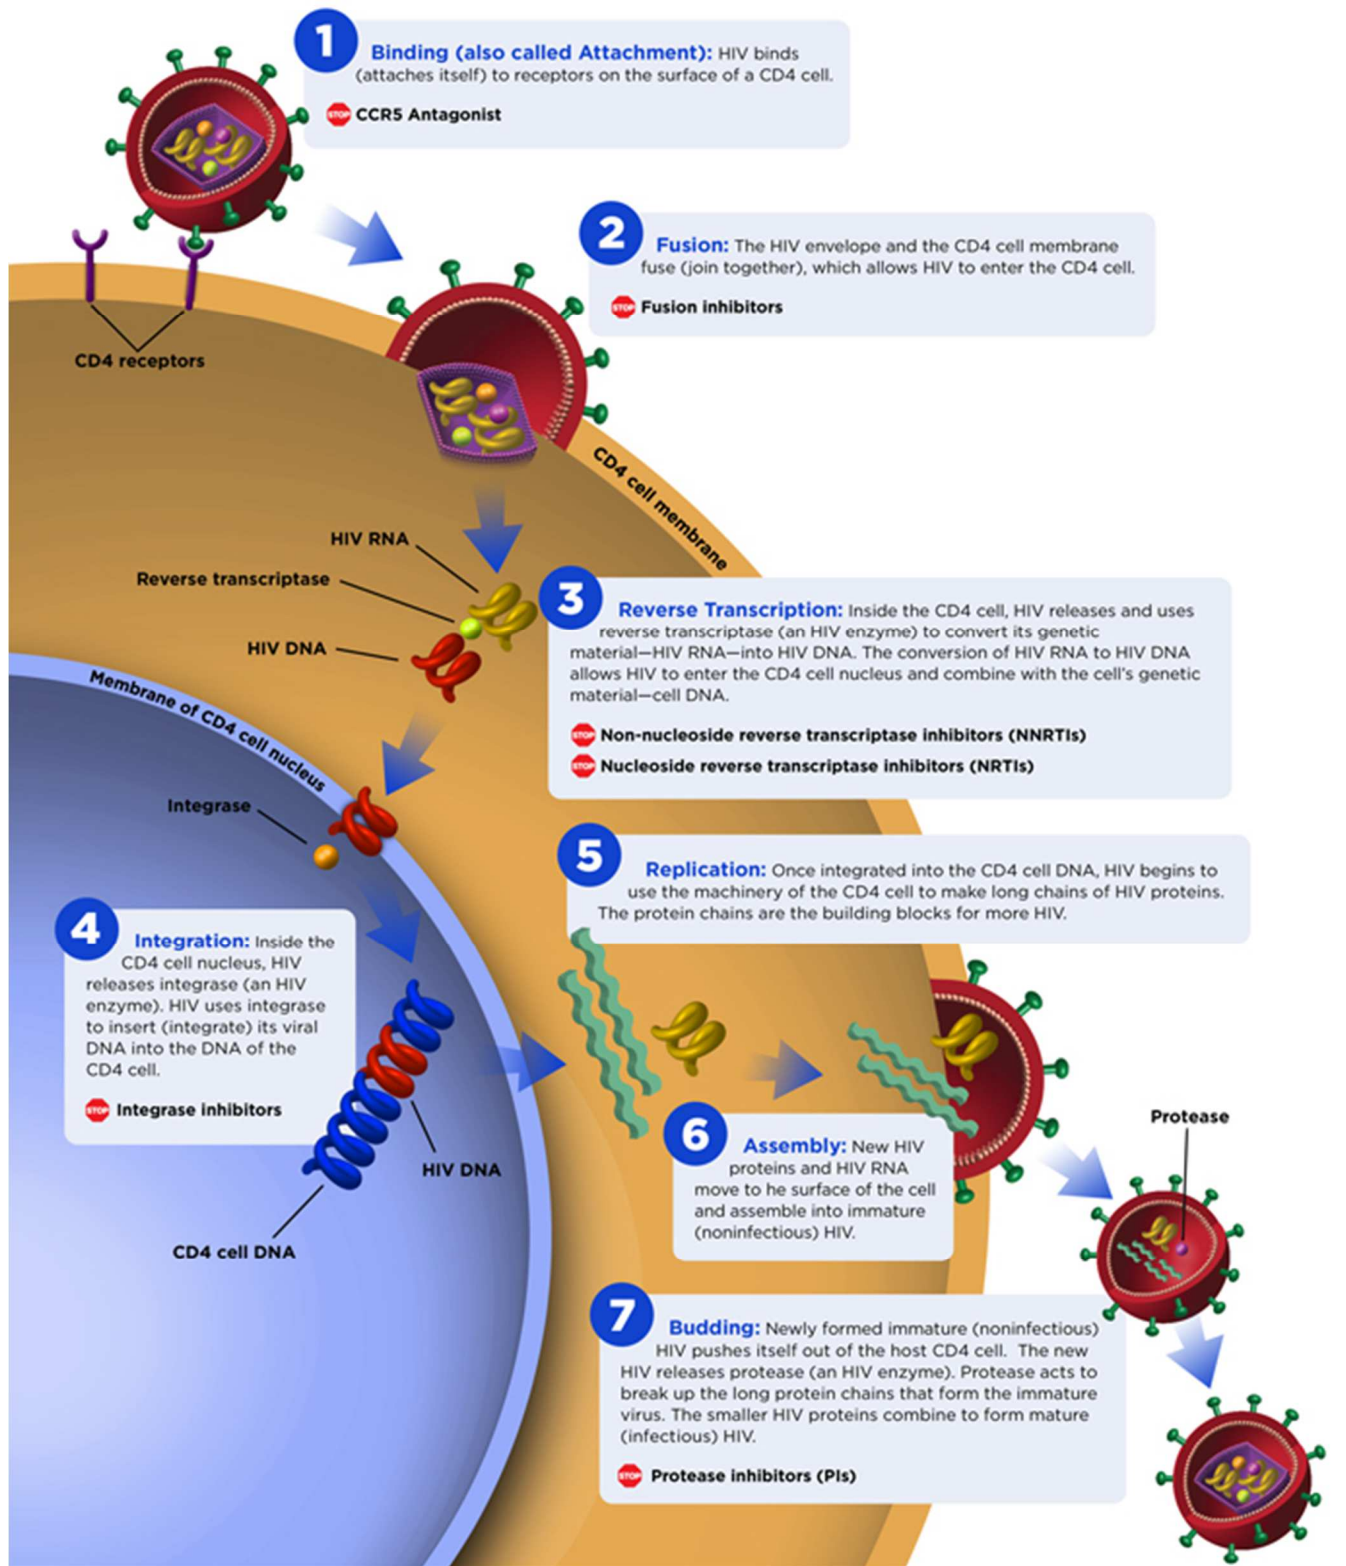 1
Binding (also called Attachment): HIV binds
(attaches itself) to receptors on the surface of a CD4 cell.
STOP CCR5 Antagonist
2
Fusion: The HIV envelope and the CD4 cell membrane
fuse (join together), which allows HIV to enter the CD4 cell.
STOP Fusion inhibitors
CD4 receptors
CD4 cell membrane
HIV RNA
Reverse transcriptase
HIV DNA
3
Reverse Transcription: Inside the CD4 cell, HIV releases and uses
reverse transcriptase (an HIV enzyme) to convert its genetic
material—HIV RNA—into HIV DNA. The conversion of HIV RNA to HIV DNA
allows HIV to enter the CD4 cell nucleus and combine with the cell's genetic
material—cell DNA.
STOP Non-nucleoside reverse transcriptase inhibitors (NNRTIs)
STOP Nucleoside reverse transcriptase inhibitors (NRTIs)
Membrane of CD4 cell nucleus
Integrase
4
Integration: Inside the
CD4 cell nucleus, HIV
releases integrase (an HIV
enzyme). HIV uses integrase
to insert (integrate) its viral
DNA into the DNA of the
CD4 cell.
STOP Integrase inhibitors
HIV DNA
CD4 cell DNA
5
Replication: Once integrated into the CD4 cell DNA, HIV begins to
use the machinery of the CD4 cell to make long chains of HIV proteins.
The protein chains are the building blocks for more HIV.
6
Assembly: New HIV
proteins and HIV RNA
move to he surface of the cell
and assemble into immature
(noninfectious) HIV.
Protease
7
Budding: Newly formed immature (noninfectious)
HIV pushes itself out of the host CD4 cell. The new
HIV releases protease (an HIV enzyme). Protease acts to
break up the long protein chains that form the immature
virus. The smaller HIV proteins combine to form mature
(infectious) HIV.
STOP Protease inhibitors (PIs)